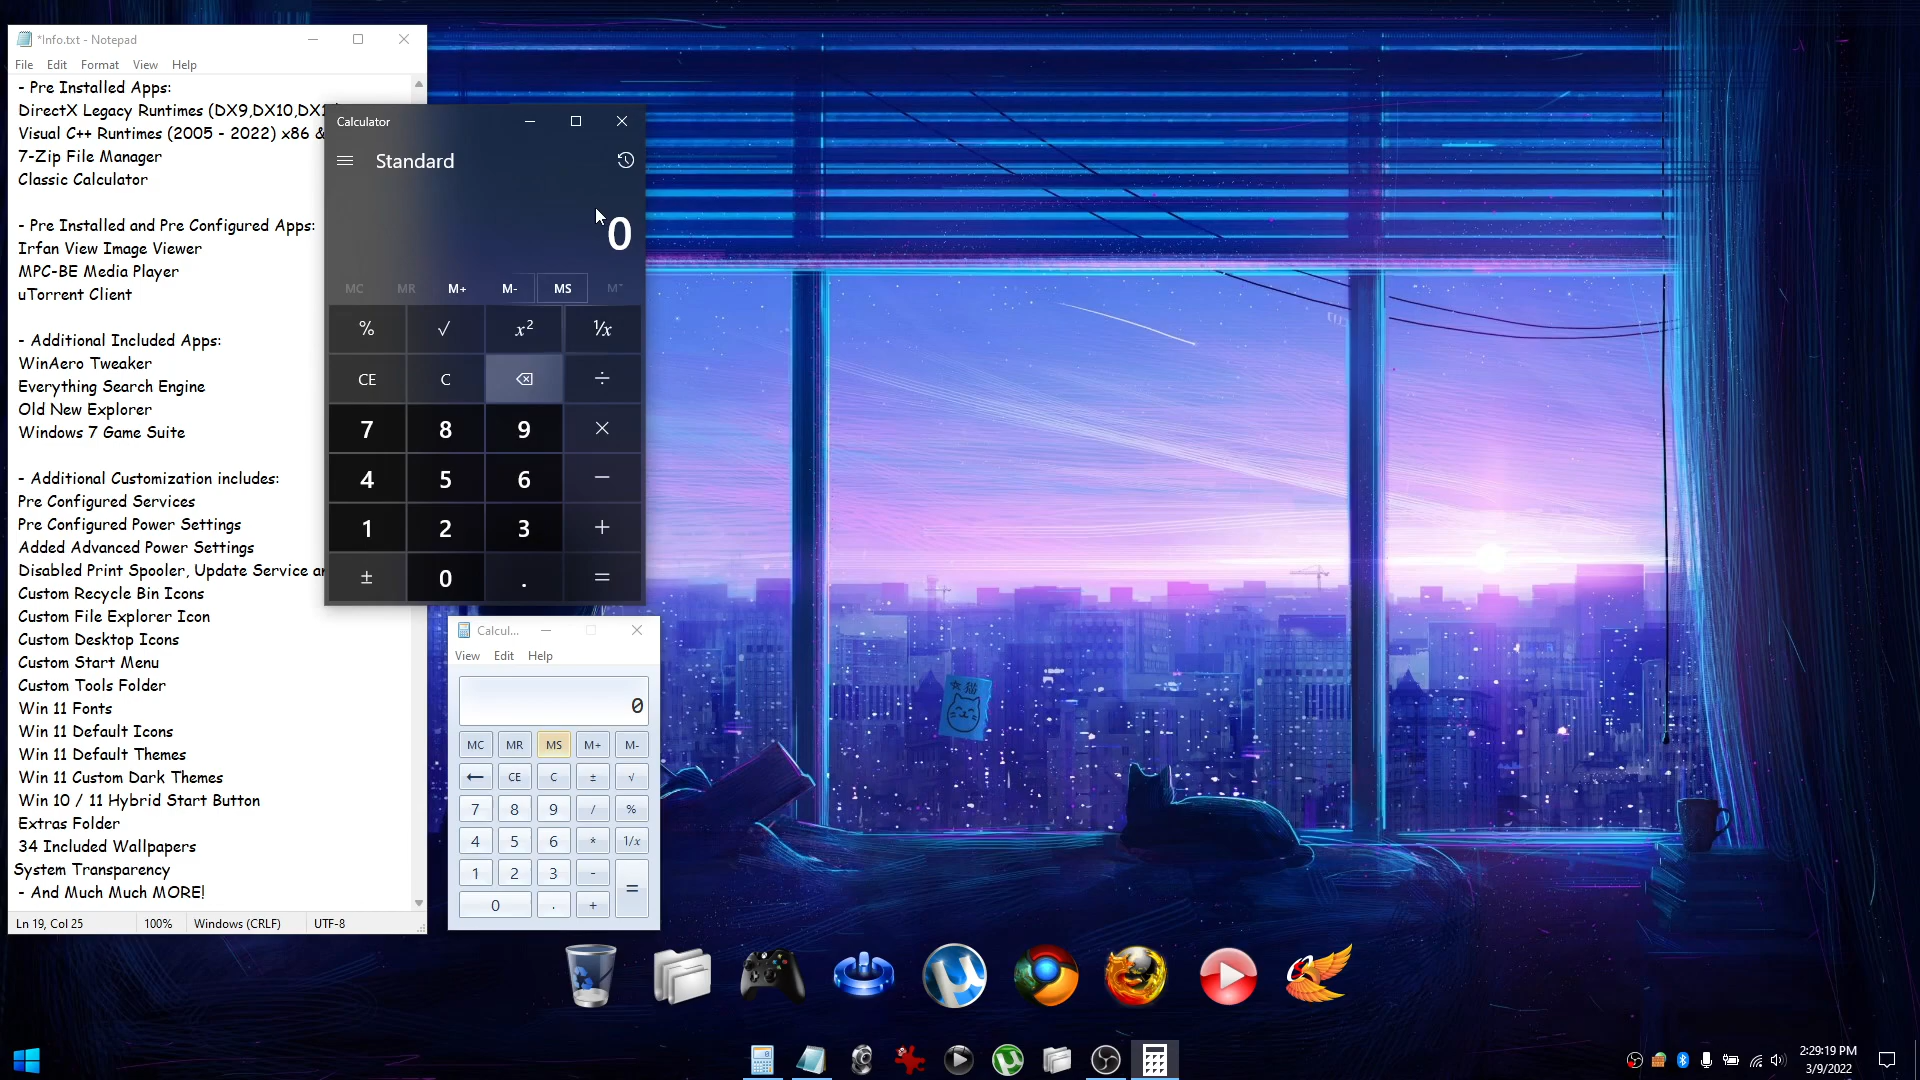 *Info.txt - Notepad
File Edit Format View Help
- Pre Installed Apps:
DirectX Legacy Runtimes (DX9,DX10,DX1
Visual C++ Runtimes (2005 - 2022) x86 &
7-Zip File Manager
Classic Calculator
- Pre Installed and Pre Configured Apps:
Irfan View Image Viewer
MPC-BE Media Player
uTorrent Client
- Additional Included Apps:
WinAero Tweaker
Everything Search Engine
Old New Explorer
Windows 7 Game Suite
- Additional Customization includes:
Pre Configured Services
Pre Configured Power Settings
Added Advanced Power Settings
Disabled Print Spooler, Update Service ar
Custom Recycle Bin Icons
Custom File Explorer Icon
Custom Desktop Icons
Custom Start Menu
Custom Tools Folder
Win 11 Fonts
Win 11 Default Icons
Win 11 Default Themes
Win 11 Custom Dark Themes
Win 10 / 11 Hybrid Start Button
Extras Folder
34 Included Wallpapers
System Transparency
- And Much Much MORE!
Ln 19, Col 25 100% Windows (CRLF) UTF-8
Calculator
Standard
0
MC MR M+ M- MS M˅
% √ x² ¹/x
CE C ÷
7 8 9 ×
4 5 6 −
1 2 3 +
± 0 . =
Calcul...
View Edit Help
0
MC MR MS M+ M-
← CE C ± √
7 8 9 / %
4 5 6 * 1/x
1 2 3 - =
0 . +
猫
2:29:19 PM
3/9/2022